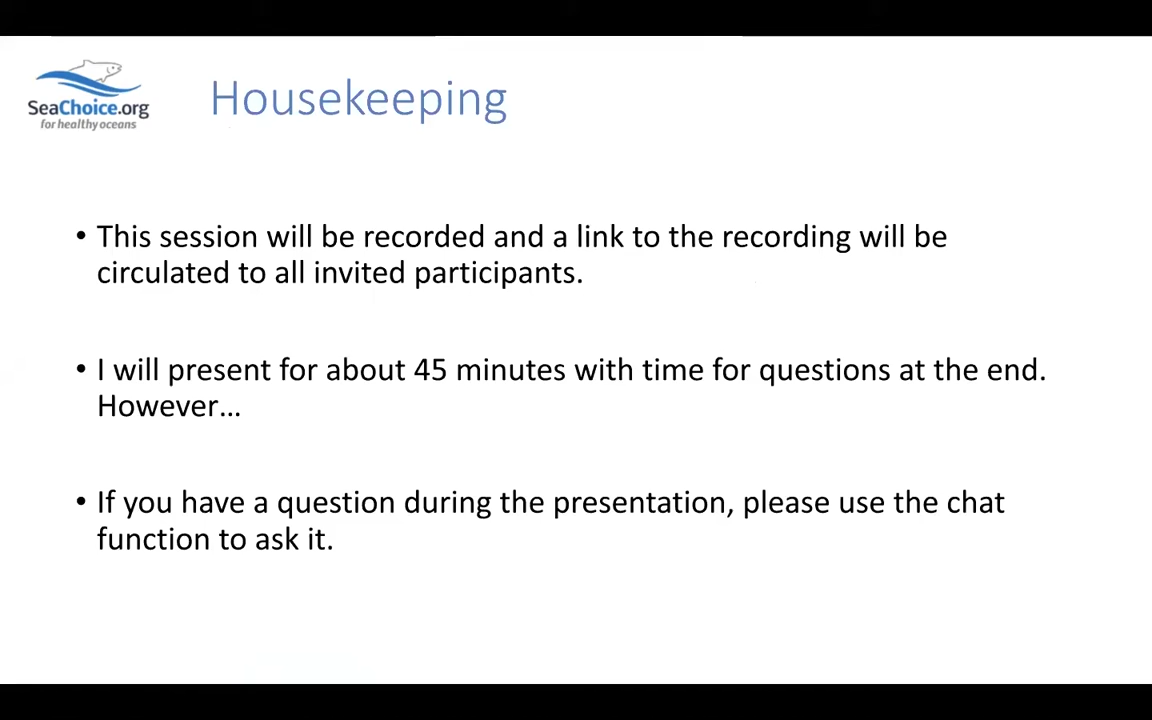 SeaChoice.org
for healthy oceans
Housekeeping
• This session will be recorded and a link to the recording will be
circulated to all invited participants.
• I will present for about 45 minutes with time for questions at the end.
However…
• If you have a question during the presentation, please use the chat
function to ask it.